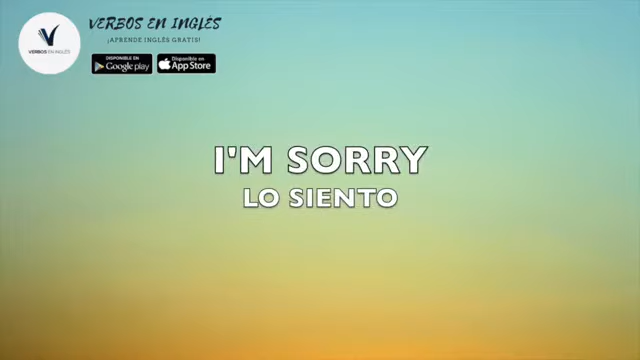 VERBOS EN INGLÉS
¡APRENDE INGLÉS GRATIS!
VERBOS EN INGLÉS
DISPONIBLE EN
Google play
Disponible en
App Store
I'M SORRY
LO SIENTO